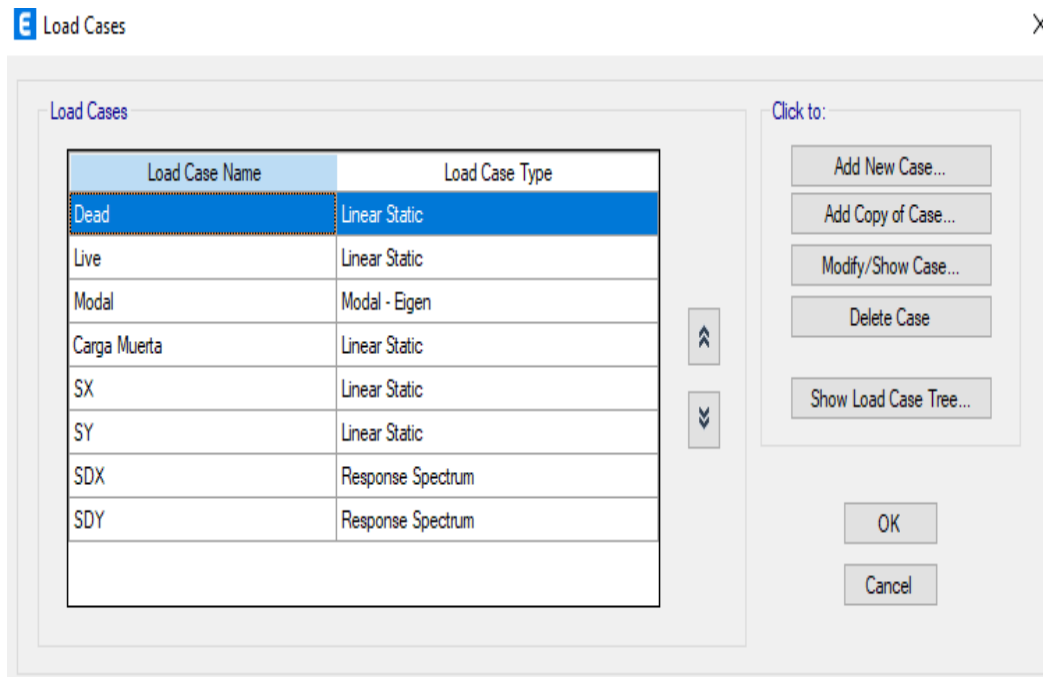 Load Cases
Load Cases
Click to:
Load Case Name Load Case Type
Dead Linear Static
Live Linear Static
Modal Modal - Eigen
Carga Muerta Linear Static
SX Linear Static
SY Linear Static
SDX Response Spectrum
SDY Response Spectrum
Add New Case...
Add Copy of Case...
Modify/Show Case...
Delete Case
Show Load Case Tree...
OK
Cancel